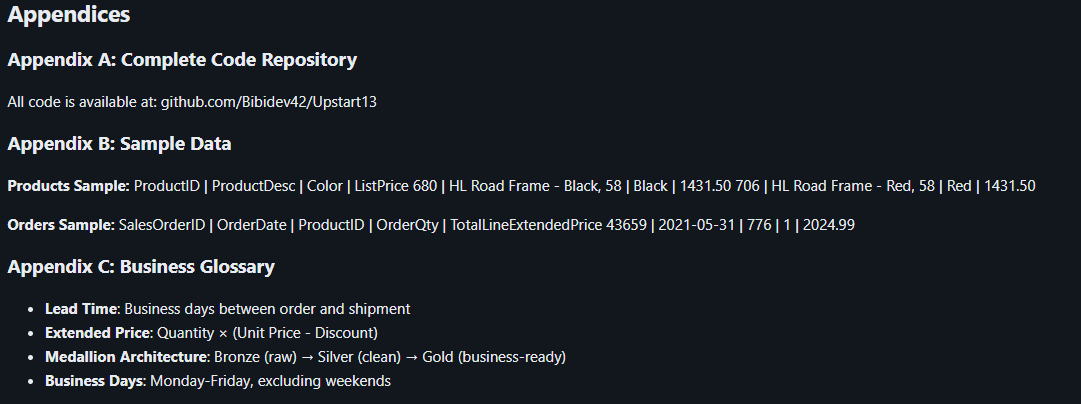 Appendices
Appendix A: Complete Code Repository
All code is available at: github.com/Bibidev42/Upstart13
Appendix B: Sample Data
Products Sample: ProductID | ProductDesc | Color | ListPrice 680 | HL Road Frame - Black, 58 | Black | 1431.50 706 | HL Road Frame - Red, 58 | Red | 1431.50
Orders Sample: SalesOrderID | OrderDate | ProductID | OrderQty | TotalLineExtendedPrice 43659 | 2021-05-31 | 776 | 1 | 2024.99
Appendix C: Business Glossary
• Lead Time: Business days between order and shipment
• Extended Price: Quantity × (Unit Price - Discount)
• Medallion Architecture: Bronze (raw) → Silver (clean) → Gold (business-ready)
• Business Days: Monday-Friday, excluding weekends